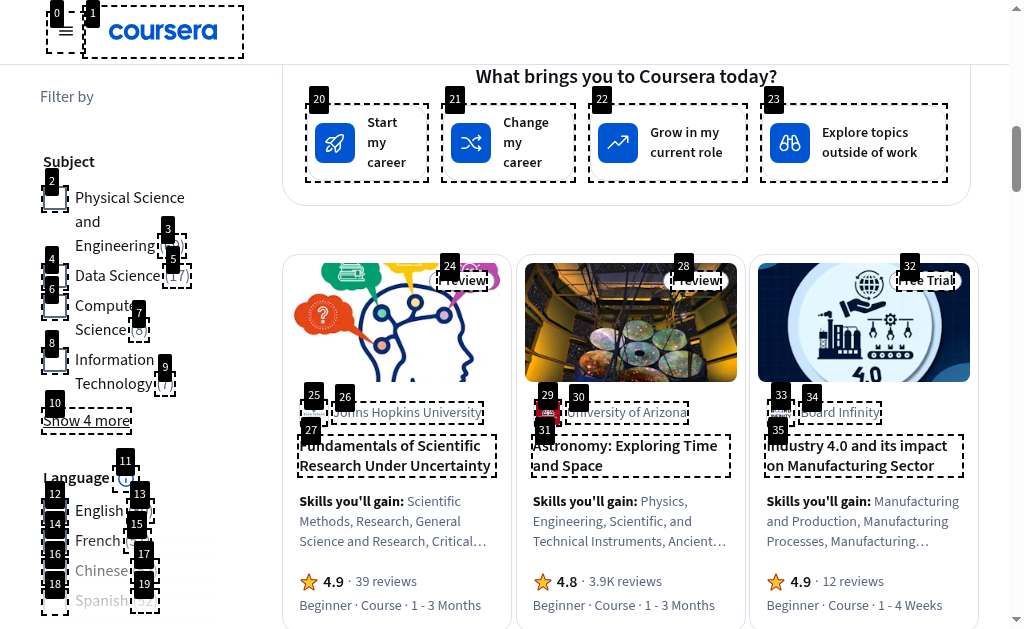 coursera
Filter by
Subject
Physical Science
and
Engineering
Data Science (17)
Computer
Science
Information
Technology
Show 4 more
Language
English
French
Chinese
Spanish
What brings you to Coursera today?
Start
my
career
Change
my
career
Grow in my
current role
Explore topics
outside of work
Preview
Johns Hopkins University
Fundamentals of Scientific
Research Under Uncertainty
Skills you'll gain: Scientific
Methods, Research, General
Science and Research, Critical…
4.9 · 39 reviews
Beginner · Course · 1 - 3 Months
Preview
University of Arizona
Astronomy: Exploring Time
and Space
Skills you'll gain: Physics,
Engineering, Scientific, and
Technical Instruments, Ancient…
4.8 · 3.9K reviews
Beginner · Course · 1 - 3 Months
Free Trial
4.0
Board Infinity
Industry 4.0 and its impact
on Manufacturing Sector
Skills you'll gain: Manufacturing
and Production, Manufacturing
Processes, Manufacturing…
4.9 · 12 reviews
Beginner · Course · 1 - 4 Weeks
0
1
2
3
4
5
6
7
8
9
10
11
12
13
14
15
16
17
18
19
20
21
22
23
24
25
26
27
28
29
30
31
32
33
34
35